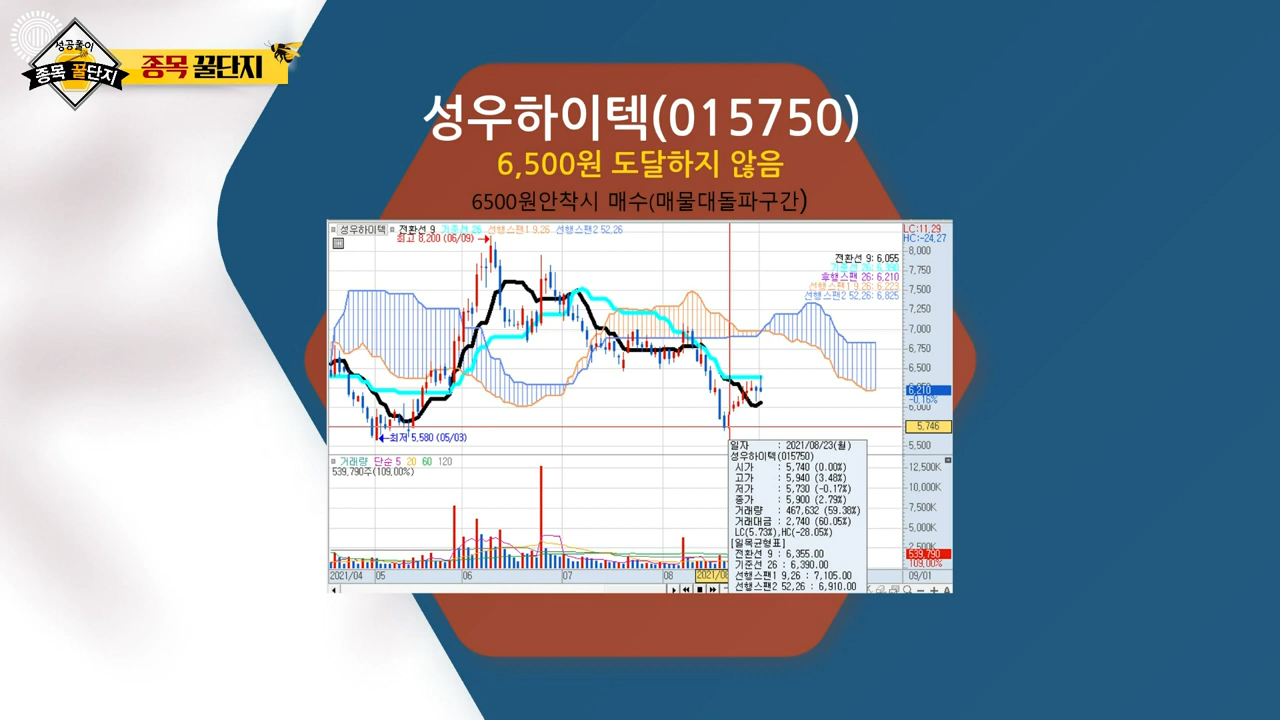 성공풀이
종목 꿀단지
종목 꿀단지
성우하이텍(015750)
6,500원 도달하지 않음
6500원안착시 매수(매물대돌파구간)
성우하이텍 전환선 9 기준선 26 선행스팬1 9,26 선행스팬2 52,26
LC:11,29
HC:-24,27
최고 8,200 (06/09)
8,000
전환선 9: 6,055
후행스팬 26: 6,210
선행스팬1 9,26: 6,223
선행스팬2 52,26: 6,825
7,750
7,500
7,250
7,000
6,750
6,500
6,210
-0,16%
6,000
5,746
5,500
최저 5,580 (05/03)
거래량 단순 5 20 60 120
539,790주(109,00%)
12,500K
10,000K
7,500K
5,000K
2,500K
539,790
109,00%
일자 : 2021/08/23(월)
성우하이텍(015750)
시가 : 5,740 (0.00%)
고가 : 5,940 (3.48%)
저가 : 5,730 (-0.17%)
종가 : 5,900 (2.79%)
거래량 : 467,632 (59.38%)
거래대금 : 2,740 (60.05%)
LC(5.73%),HC(-28.05%)
[일목균형표]
전환선 9 : 6,355.00
기준선 26 : 6,390.00
선행스팬1 9,26 : 7,105.00
선행스팬2 52,26 : 6,910.00
2021/04 05 06 07 08 2021/08 09/01